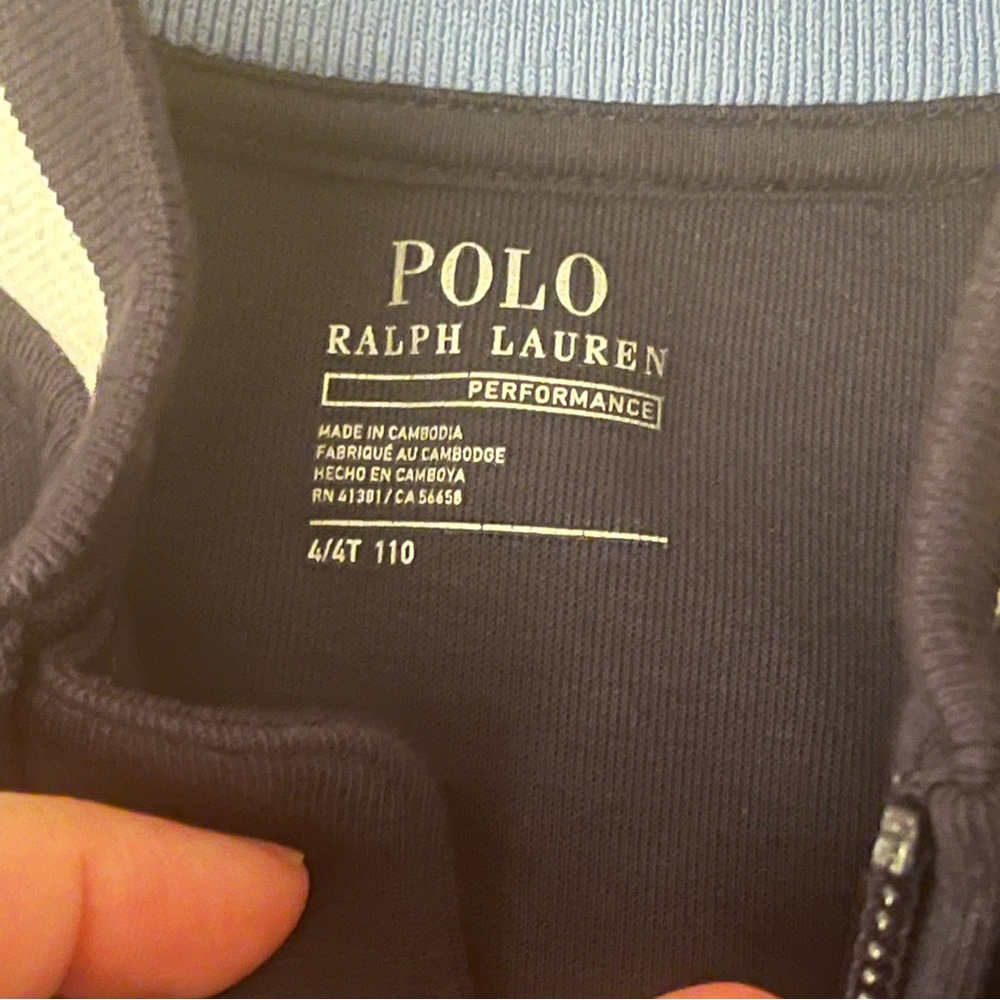 POLO
RALPH LAUREN
PERFORMANCE
MADE IN CAMBODIA
FABRIQUÉ AU CAMBODGE
HECHO EN CAMBOYA
RN 41381 / CA 56658
4/4T 110